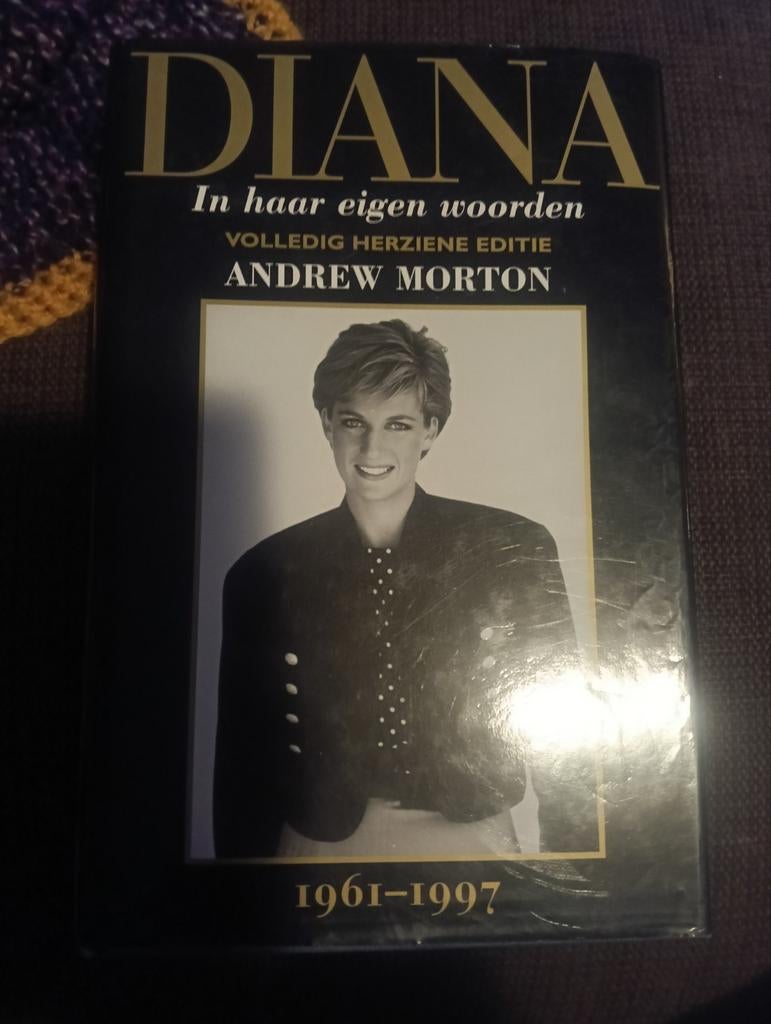 DIANA
In haar eigen woorden
VOLLEDIG HERZIENE EDITIE
ANDREW MORTON
1961–1997